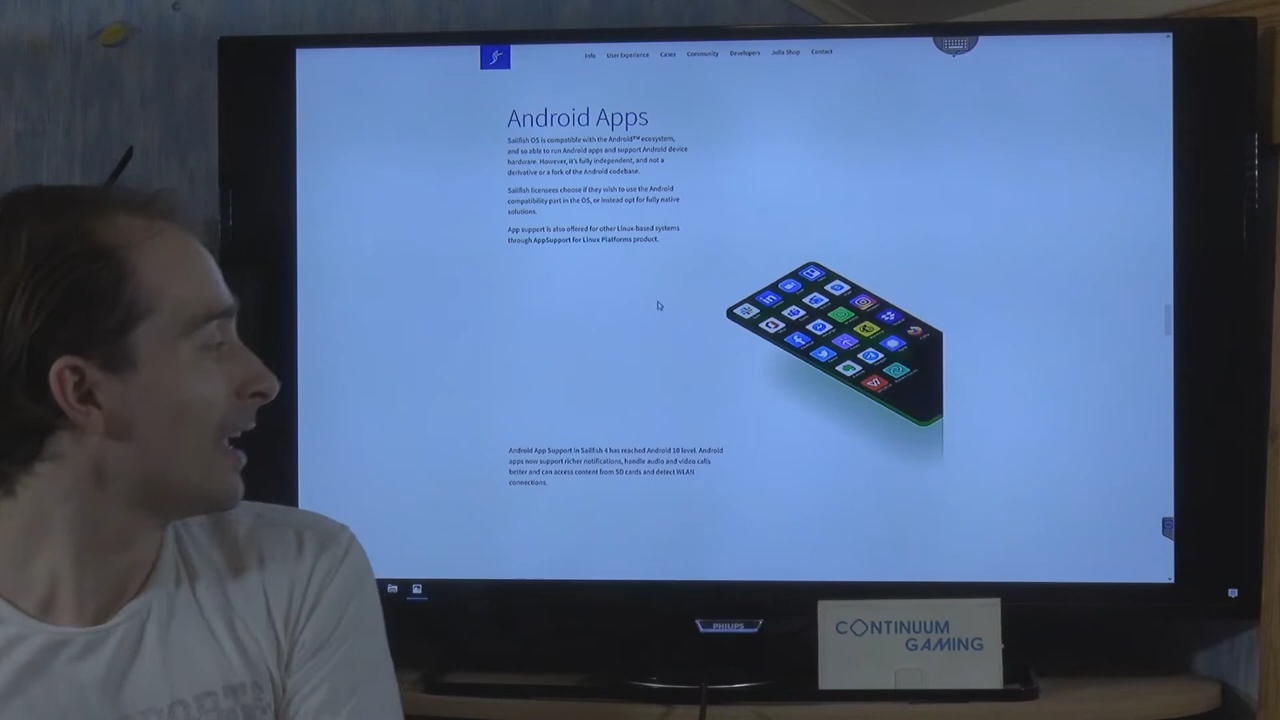 Info User Experience Cases Community Developers Jolla Shop Contact
Android Apps
Sailfish OS is compatible with the Android™ ecosystem,
and so able to run Android apps and support Android device
hardware. However, it's fully independent, and not a
derivative or a fork of the Android codebase.
Sailfish licensees choose if they wish to use the Android
compatibility part in the OS, or instead opt for fully native
solutions.
App support is also offered for other Linux-based systems
through AppSupport for Linux Platforms product.
Android App Support in Sailfish 4 has reached Android 10 level. Android
apps now support richer notifications, handle audio and video calls
better and can access content from SD cards and detect WLAN
connections.
PHILIPS
CONTINUUM
GAMING